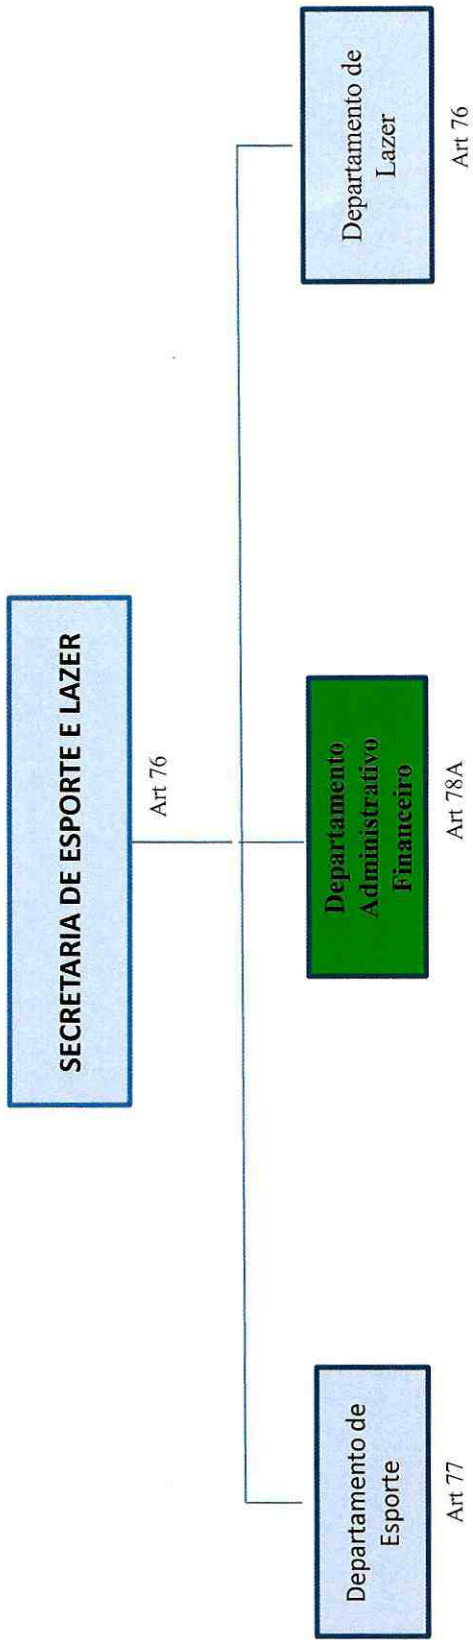 SECRETARIA DE ESPORTE E LAZER
Art 76
Departamento de
Esporte
Art 77
Departamento
Administrativo
Financeiro
Art 78A
Departamento de
Lazer
Art 76